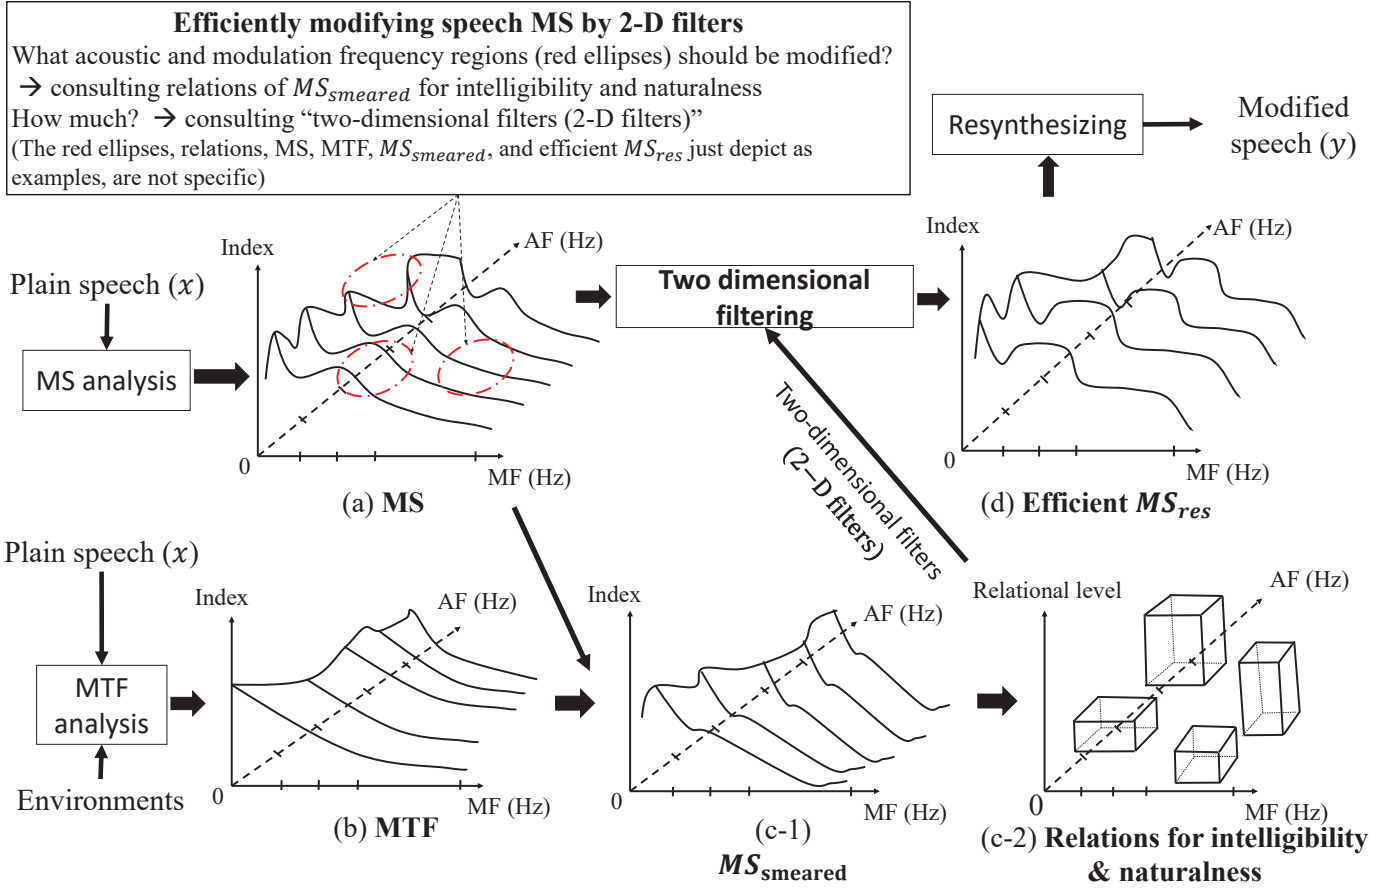 Efficiently modifying speech MS by 2-D filters
What acoustic and modulation frequency regions (red ellipses) should be modified?
→ consulting relations of MS_smeared for intelligibility and naturalness
How much? → consulting “two-dimensional filters (2-D filters)”
(The red ellipses, relations, MS, MTF, MS_smeared, and efficient MS_res just depict as
examples, are not specific)
Resynthesizing
Modified
speech (y)
Plain speech (x)
MS analysis
Index
AF (Hz)
0
MF (Hz)
(a) MS
Two dimensional
filtering
Two-dimensional filters
(2-D filters)
Index
AF (Hz)
0
MF (Hz)
(d) Efficient MS_res
Plain speech (x)
MTF
analysis
Environments
Index
AF (Hz)
0
MF (Hz)
(b) MTF
Index
AF (Hz)
0
MF (Hz)
(c-1)
MS_smeared
Relational level
AF (Hz)
0
MF (Hz)
(c-2) Relations for intelligibility
& naturalness